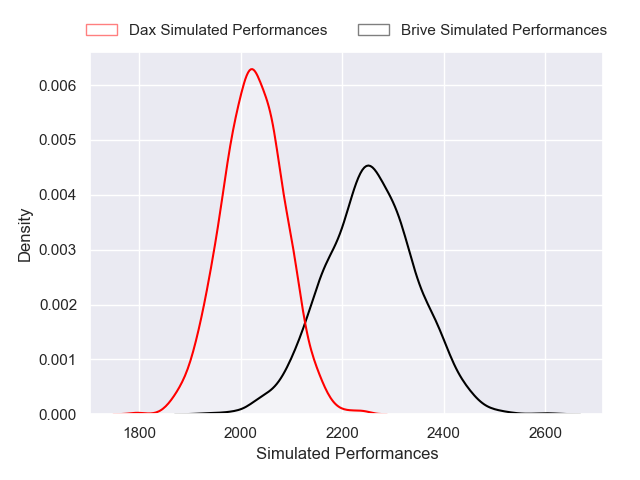 Dax Simulated Performances Brive Simulated Performances
0.006
0.005
0.004
0.003
0.002
0.001
0.000
Density
1800 2000 2200 2400 2600
Simulated Performances